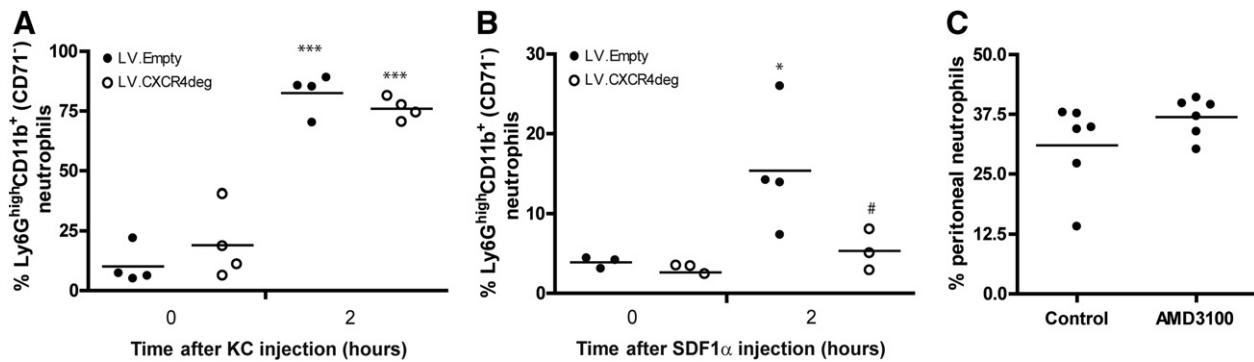 A
% Ly6G^high CD11b⁺ (CD71⁻)
neutrophils
100
75
50
25
0
LV.Empty
LV.CXCR4deg
***
***
0
2
Time after KC injection (hours)
B
% Ly6G^high CD11b⁺ (CD71⁻)
neutrophils
30
20
10
0
LV.Empty
LV.CXCR4deg
*
#
0
2
Time after SDF1α injection (hours)
C
% peritoneal neutrophils
50.0
37.5
25.0
12.5
0.0
Control
AMD3100